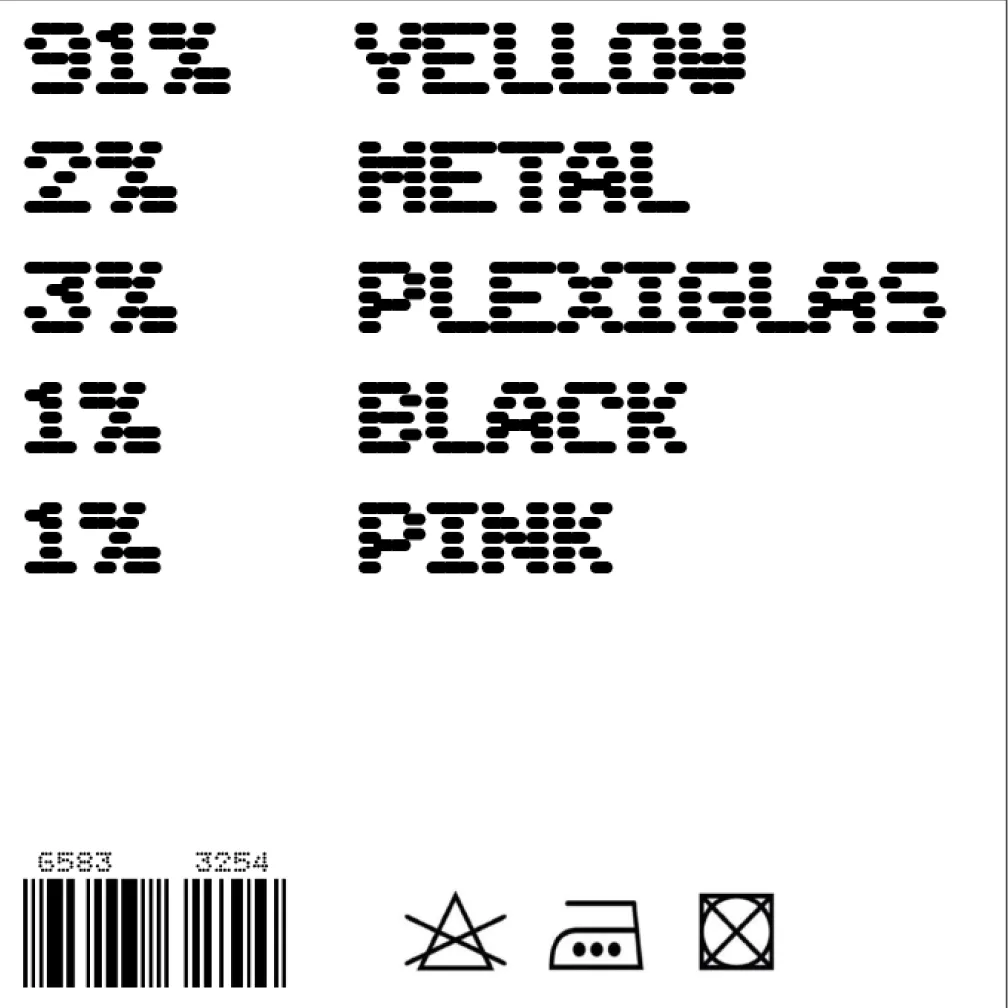 91% YELLOW
2% METAL
3% PLEXIGLAS
1% BLACK
1% PINK
6583 3254